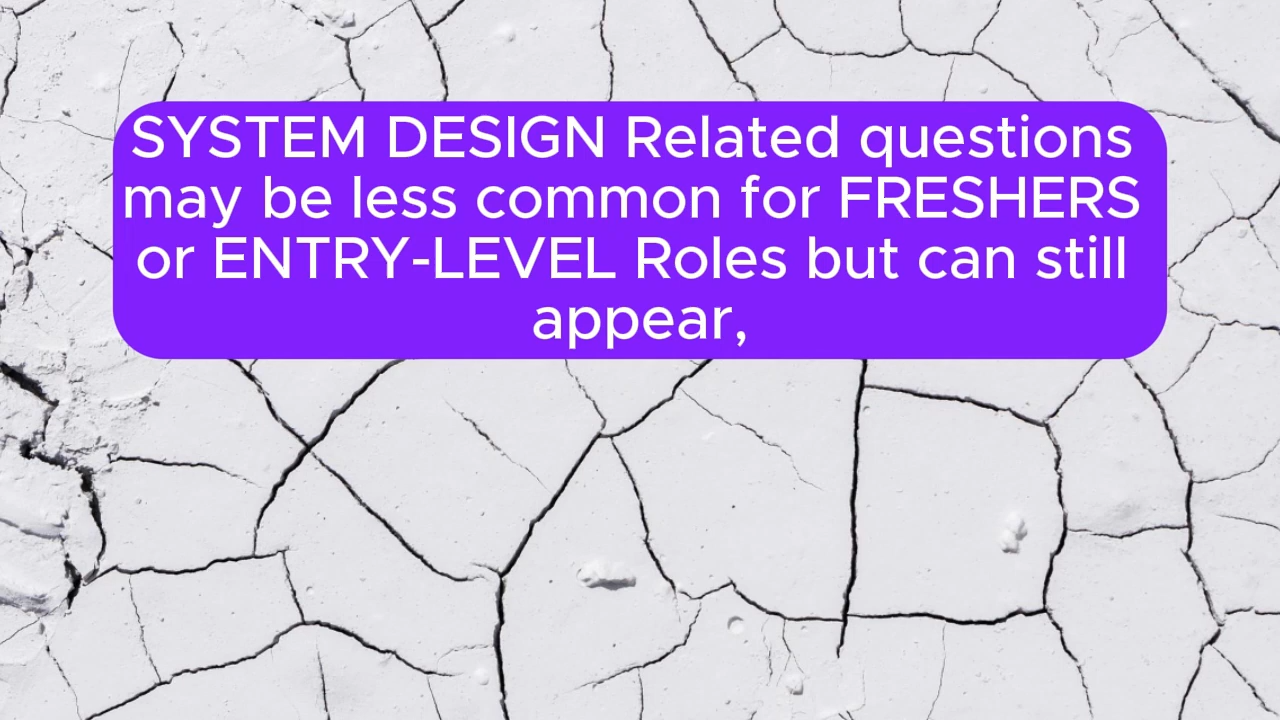 SYSTEM DESIGN Related questions
may be less common for FRESHERS
or ENTRY-LEVEL Roles but can still
appear,